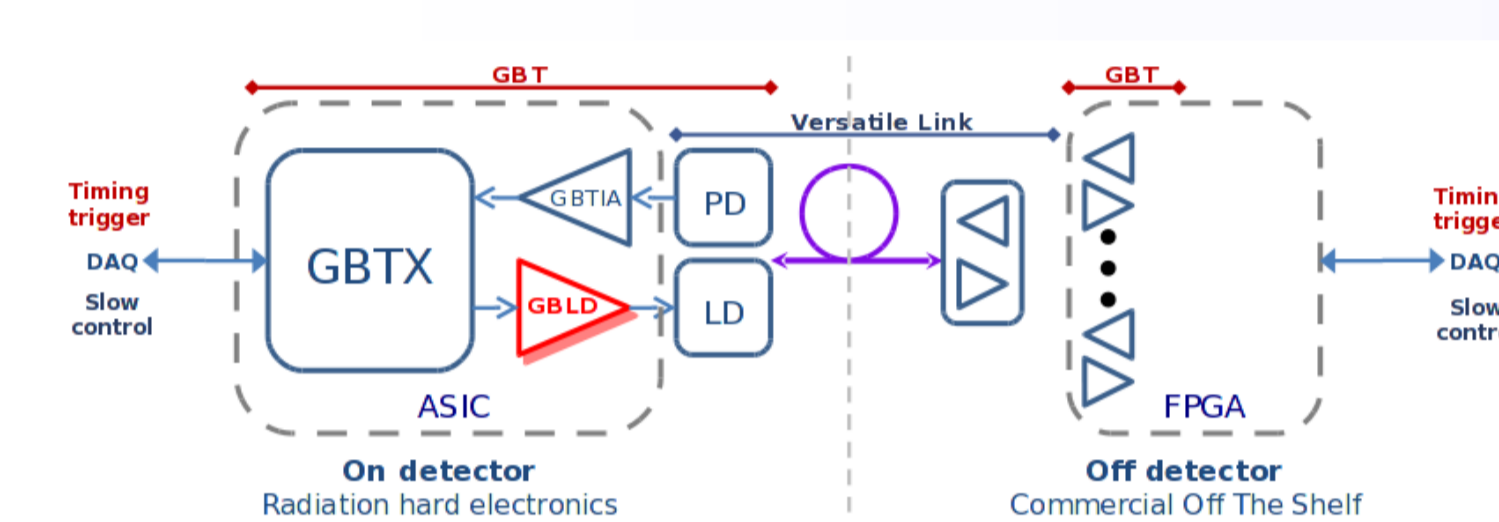 GBT
GBT
Versatile Link
Timing
trigger
DAQ
Slow
control
GBTX
GBTIA
GBLD
PD
LD
ASIC
FPGA
DAQ
On detector
Radiation hard electronics
Off detector
Commercial Off The Shelf